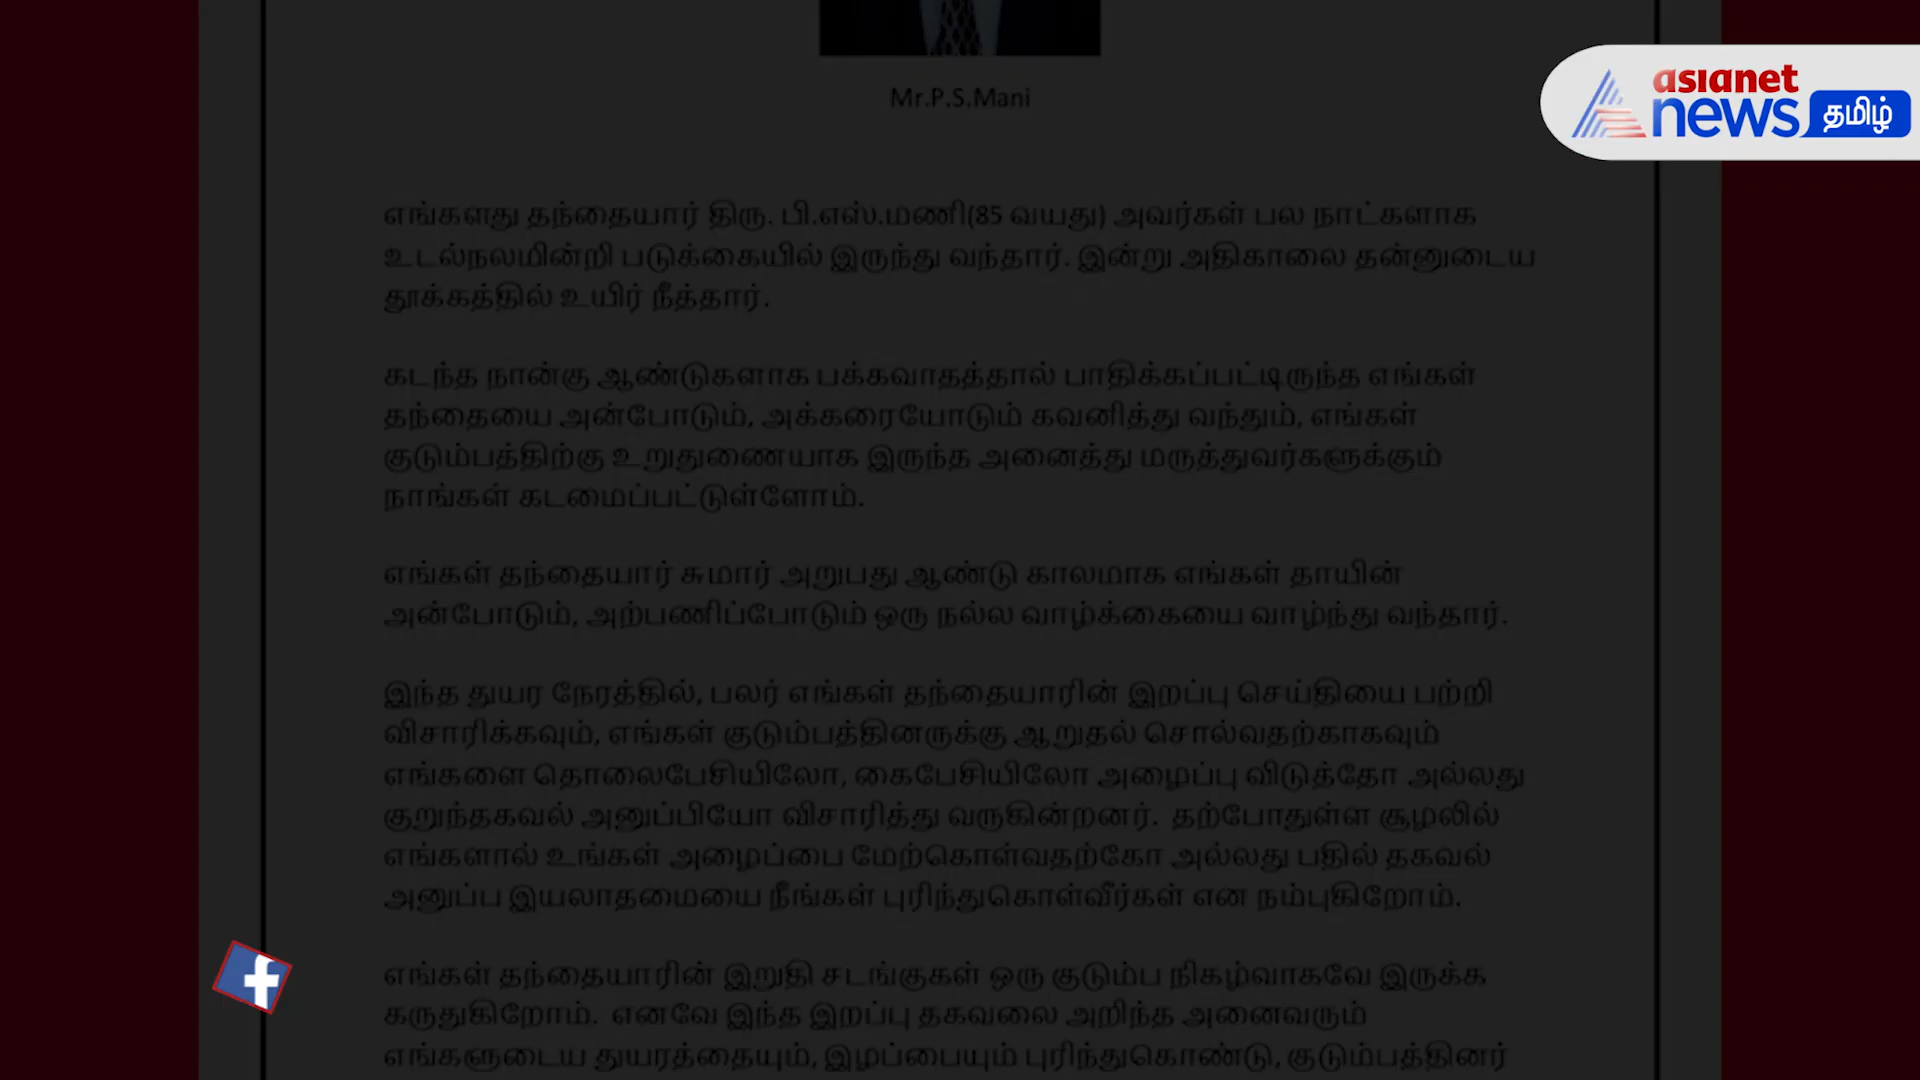 Mr.P.S.Mani
asianet
news தமிழ்
எங்களது தந்தையார் திரு. பி.எஸ்.மணி(85 வயது) அவர்கள் பல நாட்களாக
உடல்நலமின்றி படுக்கையில் இருந்து வந்தார். இன்று அதிகாலை தன்னுடைய
தூக்கத்தில் உயிர் நீத்தார்.
கடந்த நான்கு ஆண்டுகளாக பக்கவாதத்தால் பாதிக்கப்பட்டிருந்த எங்கள்
தந்தையை அன்போடும், அக்கரையோடும் கவனித்து வந்தும், எங்கள்
குடும்பத்திற்கு உறுதுணையாக இருந்த அனைத்து மருத்துவர்களுக்கும்
நாங்கள் கடமைப்பட்டுள்ளோம்.
எங்கள் தந்தையார் சுமார் அறுபது ஆண்டு காலமாக எங்கள் தாயின்
அன்போடும், அற்பணிப்போடும் ஒரு நல்ல வாழ்க்கையை வாழ்ந்து வந்தார்.
இந்த துயர நேரத்தில், பலர் எங்கள் தந்தையாரின் இறப்பு செய்தியை பற்றி
விசாரிக்கவும், எங்கள் குடும்பத்தினருக்கு ஆறுதல் சொல்வதற்காகவும்
எங்களை தொலைபேசியிலோ, கைபேசியிலோ அழைப்பு விடுத்தோ அல்லது
குறுந்தகவல் அனுப்பியோ விசாரித்து வருகின்றனர். தற்போதுள்ள சூழலில்
எங்களால் உங்கள் அழைப்பை மேற்கொள்வதற்கோ அல்லது பதில் தகவல்
அனுப்ப இயலாதமையை நீங்கள் புரிந்துகொள்வீர்கள் என நம்புகிறோம்.
எங்கள் தந்தையாரின் இறுதி சடங்குகள் ஒரு குடும்ப நிகழ்வாகவே இருக்க
கருதுகிறோம். எனவே இந்த இறப்பு தகவலை அறிந்த அனைவரும்
எங்களுடைய துயரத்தையும், இழப்பையும் புரிந்துகொண்டு, குடும்பத்தினர்